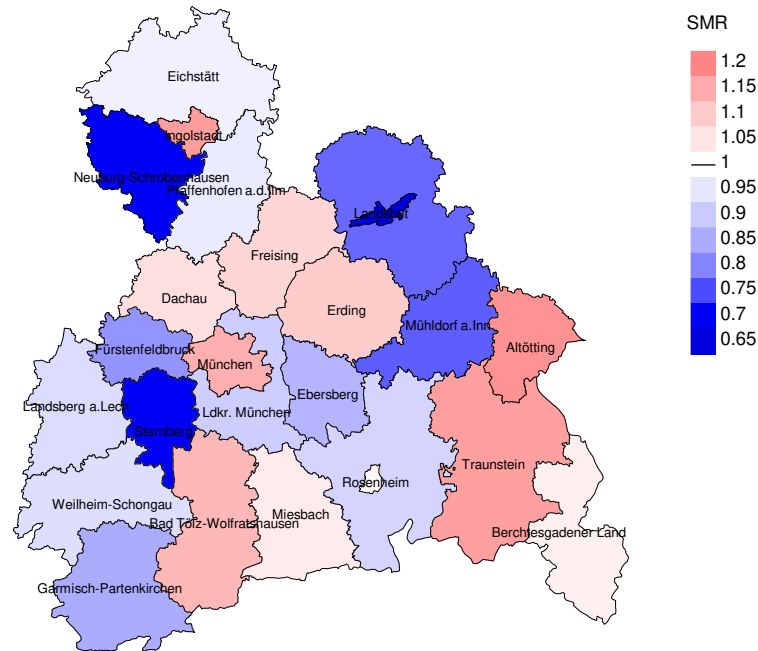 SMR
1.2
1.15
1.1
1.05
1
0.95
0.9
0.85
0.8
0.75
0.7
0.65
Eichstätt
Ingolstadt
Neuburg-Schrobenhausen
Pfaffenhofen a.d.Ilm
Landshut
Freising
Dachau
Erding
Mühldorf a.Inn
Altötting
Fürstenfeldbruck
München
Ebersberg
Landsberg a.Lech
Ldkr. München
Starnberg
Traunstein
Rosenheim
Weilheim-Schongau
Miesbach
Bad Tölz-Wolfratshausen
Berchtesgadener Land
Garmisch-Partenkirchen